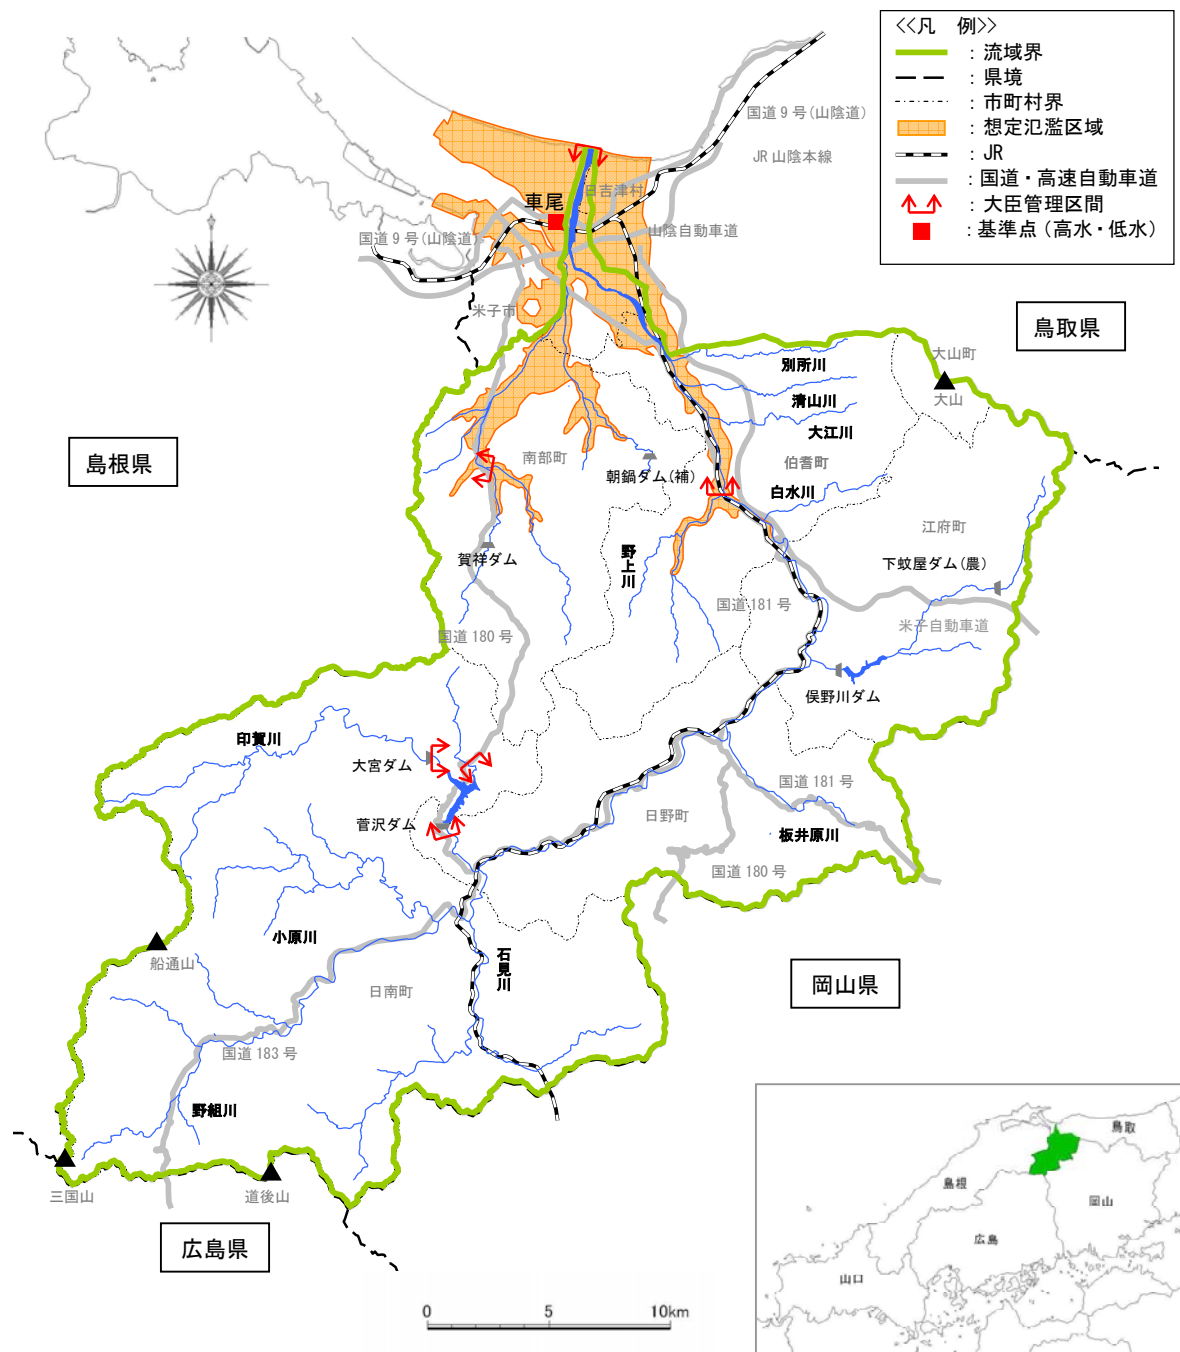 <<凡 例>>
：流域界
：県境
：市町村界
：想定氾濫区域
：JR
：国道・高速自動車道
：大臣管理区間
：基準点（高水・低水）
国道9号(山陰道)
JR山陰本線
日吉津村
車尾
山陰自動車道
国道9号(山陰道)
米子市
鳥取県
大山町
別所川
大山
清山川
大江川
島根県
南部町
伯耆町
朝鍋ダム(補)
白水川
江府町
賀祥ダム
野上川
下蚊屋ダム(農)
国道181号
米子自動車道
国道180号
俣野川ダム
印賀川
大宮ダム
国道181号
日野町
菅沢ダム
板井原川
国道180号
小原川
石見川
船通山
岡山県
日南町
国道183号
野組川
三国山
道後山
広島県
0 5 10km
鳥取
島根
岡山
広島
山口